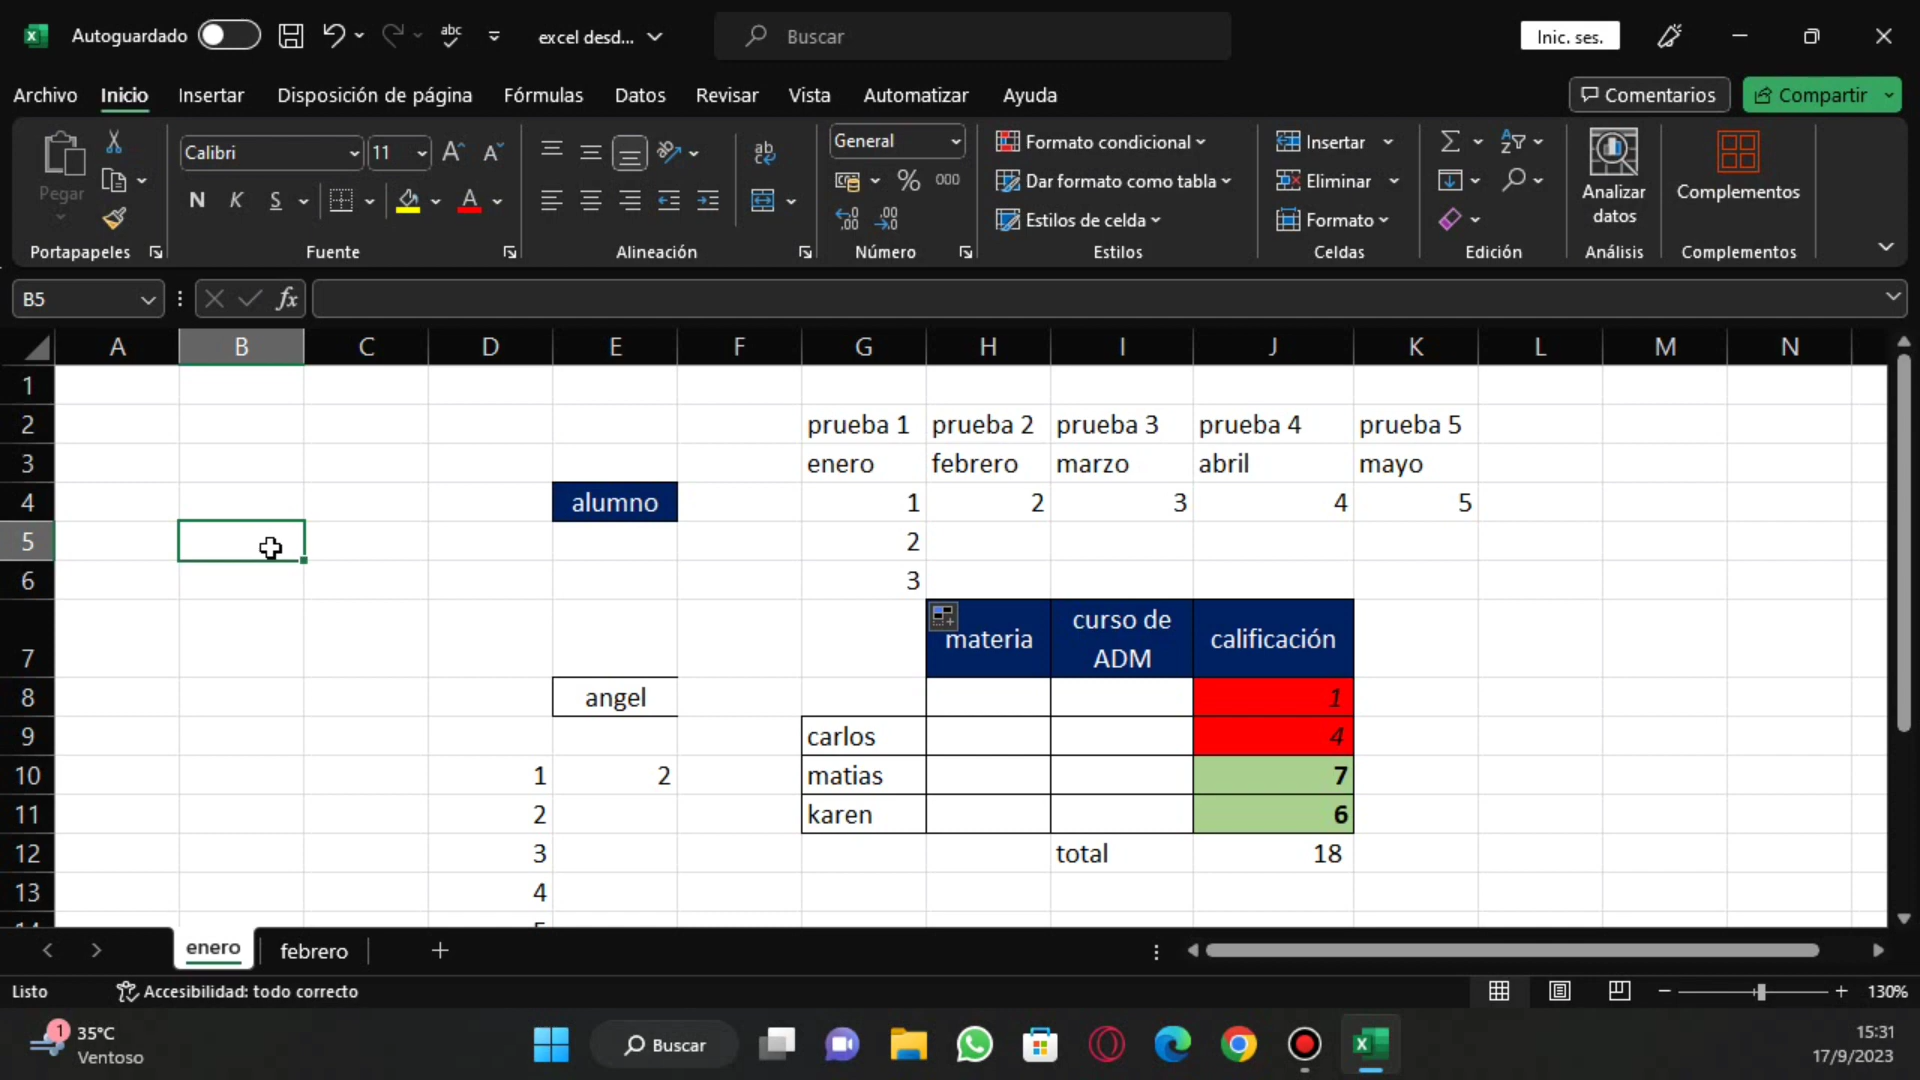 Autoguardado
excel desd...
Buscar
Inic. ses.
Archivo Inicio Insertar Disposición de página Fórmulas Datos Revisar Vista Automatizar Ayuda
Comentarios
Compartir
Pegar
Portapapeles
Calibri
11
N K S
Fuente
Alineación
General
% 000
Número
Formato condicional
Dar formato como tabla
Estilos de celda
Estilos
Insertar
Eliminar
Formato
Celdas
Edición
Analizar
datos
Análisis
Complementos
Complementos
B5
fx
A B C D E F G H I J K L M N
1
2 prueba 1 prueba 2 prueba 3 prueba 4 prueba 5
3 enero febrero marzo abril mayo
4 alumno 1 2 3 4 5
5 2
6 3
7 materia curso de ADM calificación
8 angel 1
9 carlos 4
10 1 2 matias 7
11 2 karen 6
12 3 total 18
13 4
enero febrero
Listo
Accesibilidad: todo correcto
130%
1
35°C
Ventoso
Buscar
15:31
17/9/2023